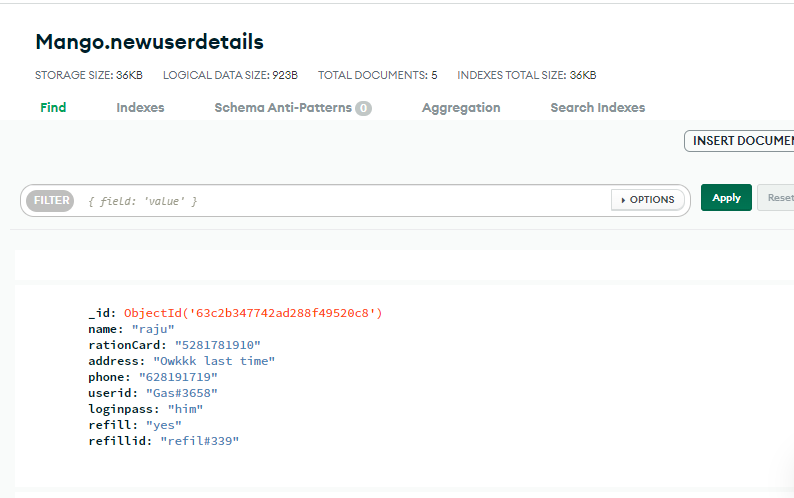 Mango.newuserdetails
STORAGE SIZE: 36KB LOGICAL DATA SIZE: 923B TOTAL DOCUMENTS: 5 INDEXES TOTAL SIZE: 36KB
Find Indexes Schema Anti-Patterns 0 Aggregation Search Indexes
INSERT DOCUMEN
FILTER { field: 'value' } OPTIONS Apply Reset
_id: ObjectId('63c2b347742ad288f49520c8')
name: "raju"
rationCard: "5281781910"
address: "Owkkk last time"
phone: "628191719"
userid: "Gas#3658"
loginpass: "him"
refill: "yes"
refillid: "refil#339"